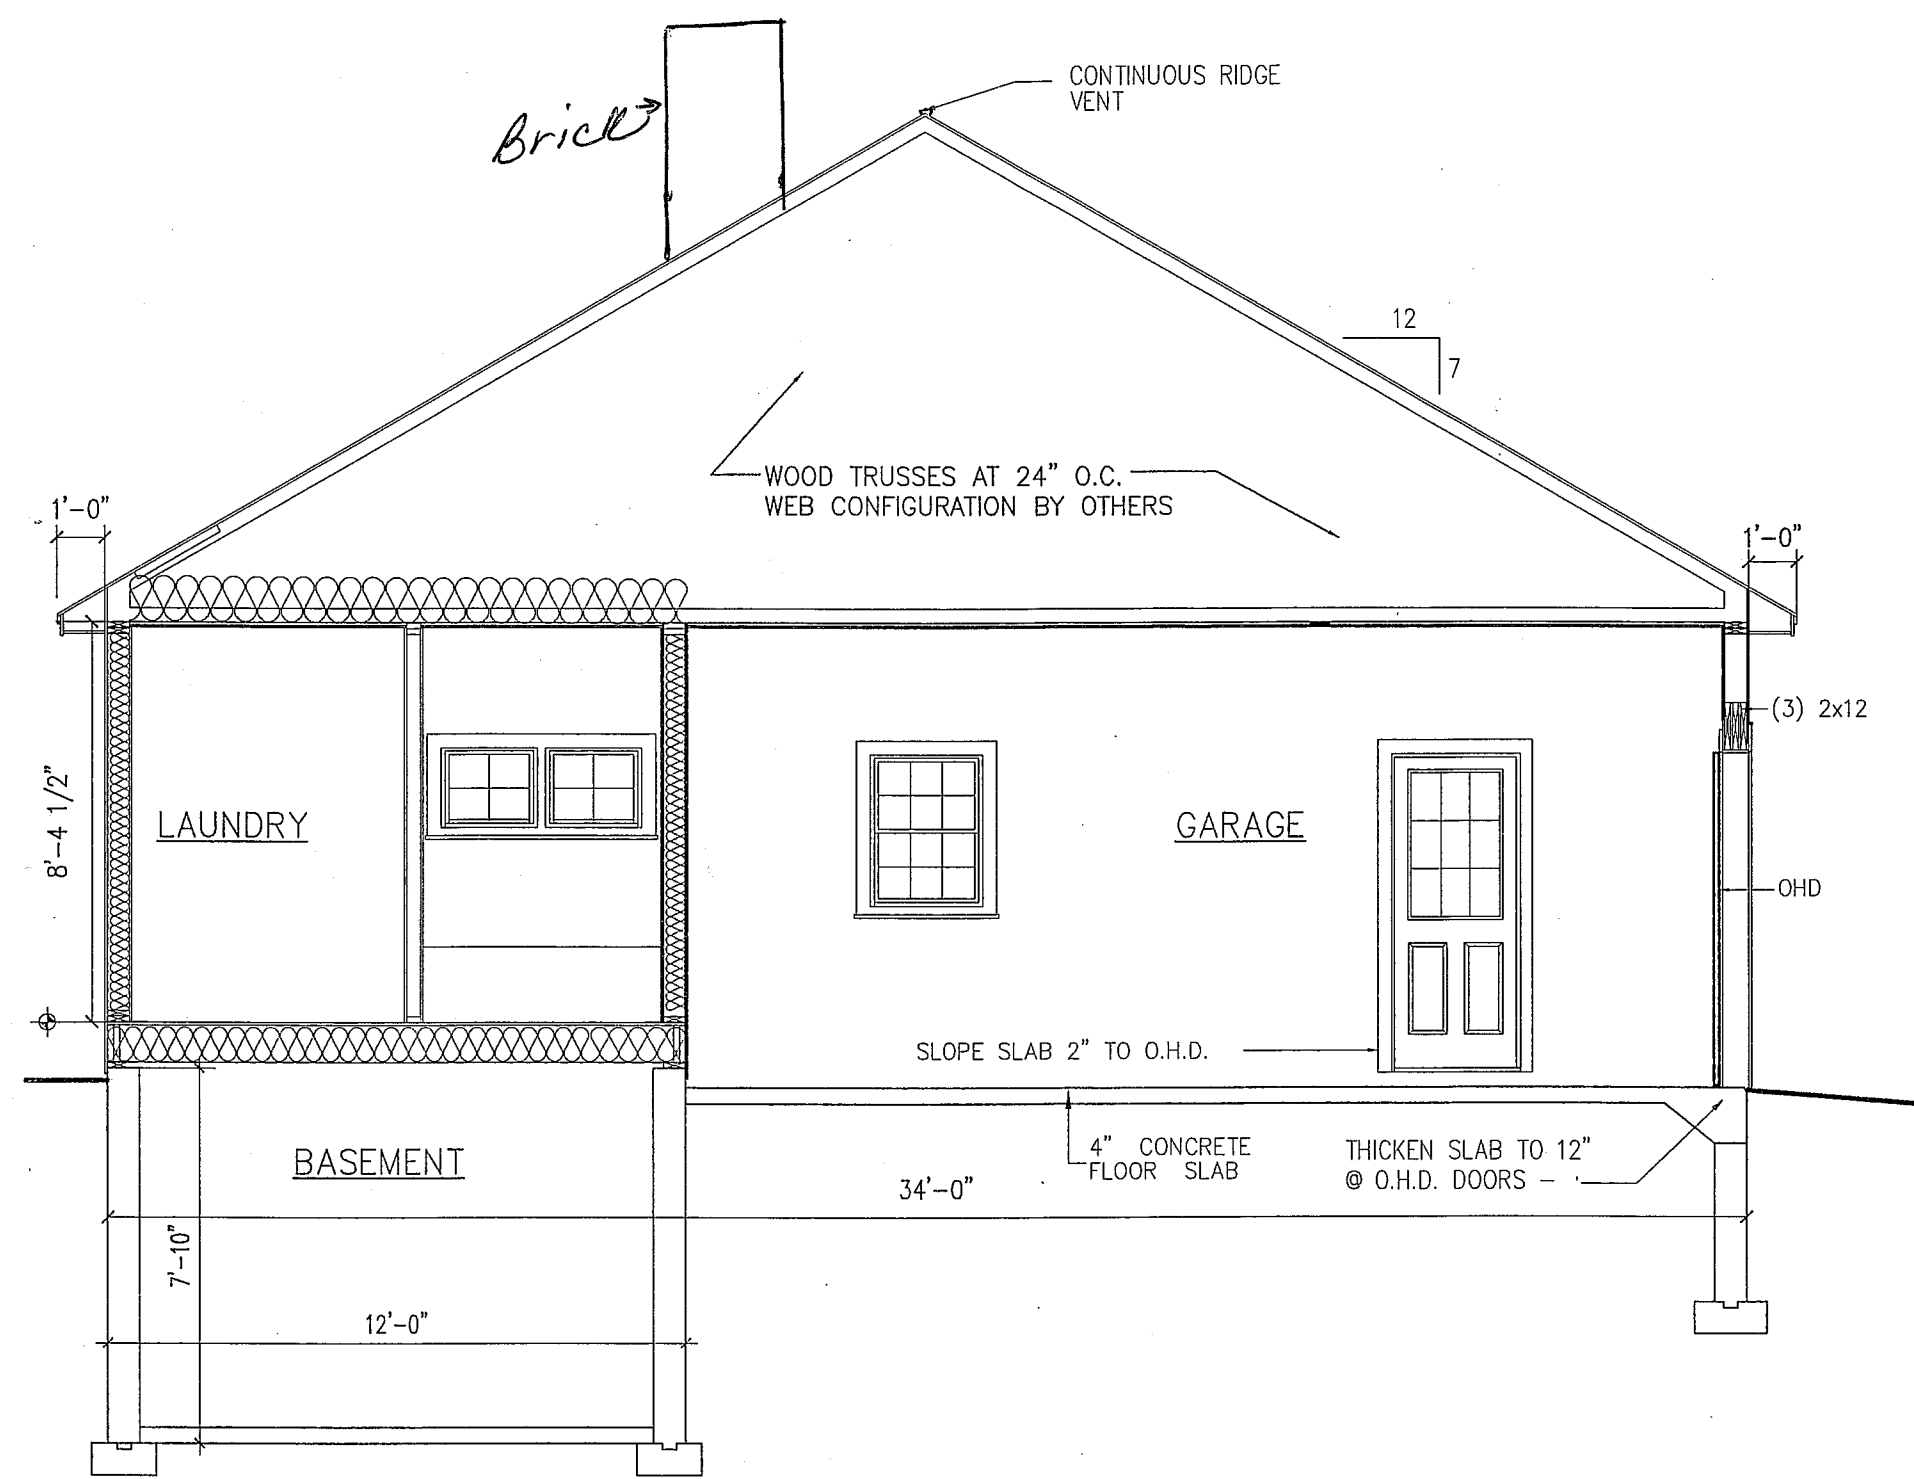 CONTINUOUS RIDGE
VENT
Brick
12
7
WOOD TRUSSES AT 24" O.C.
WEB CONFIGURATION BY OTHERS
1'-0"
1'-0"
(3) 2x12
8'-4 1/2"
LAUNDRY
GARAGE
OHD
SLOPE SLAB 2" TO O.H.D.
BASEMENT
4" CONCRETE
FLOOR SLAB
THICKEN SLAB TO 12"
@ O.H.D. DOORS -
34'-0"
7'-10"
12'-0"